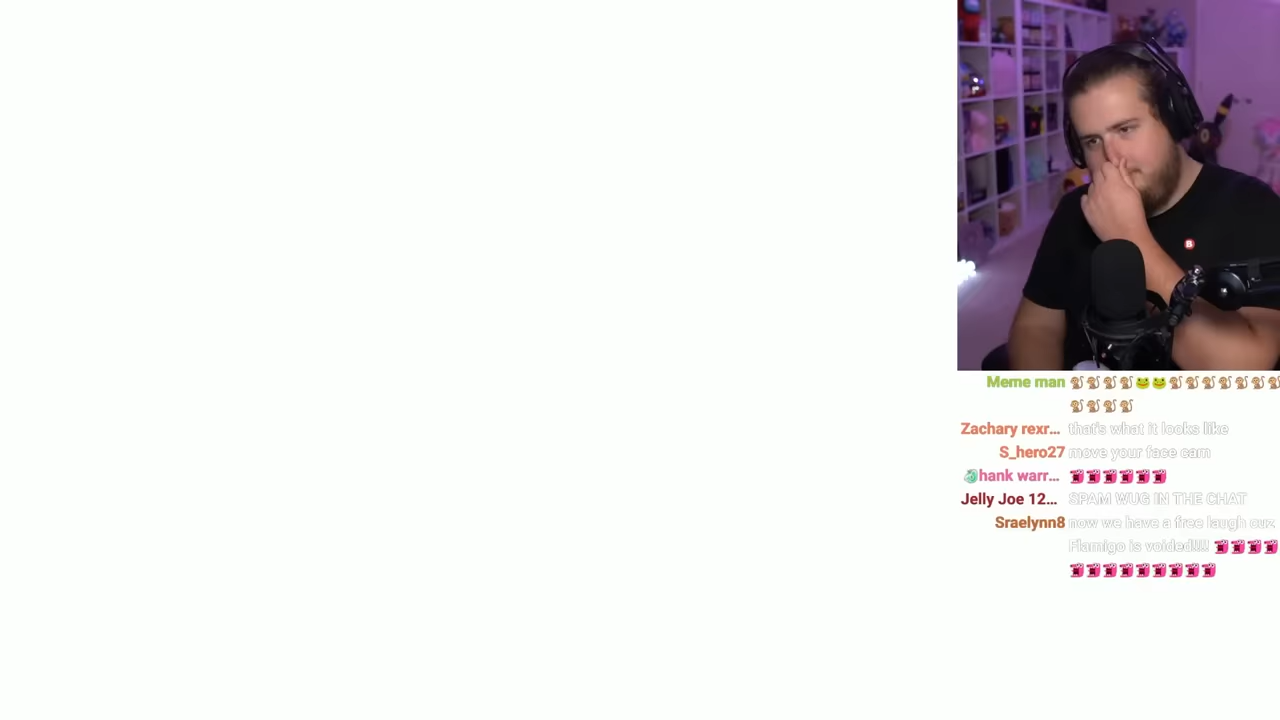 B
Meme man
Zachary rexr... that's what it looks like
S_hero27 move your face cam
hank warr...
Jelly Joe 12... SPAM WUG IN THE CHAT
Sraelynn8 now we have a free laugh cuz
Flamigo is voided!!!!